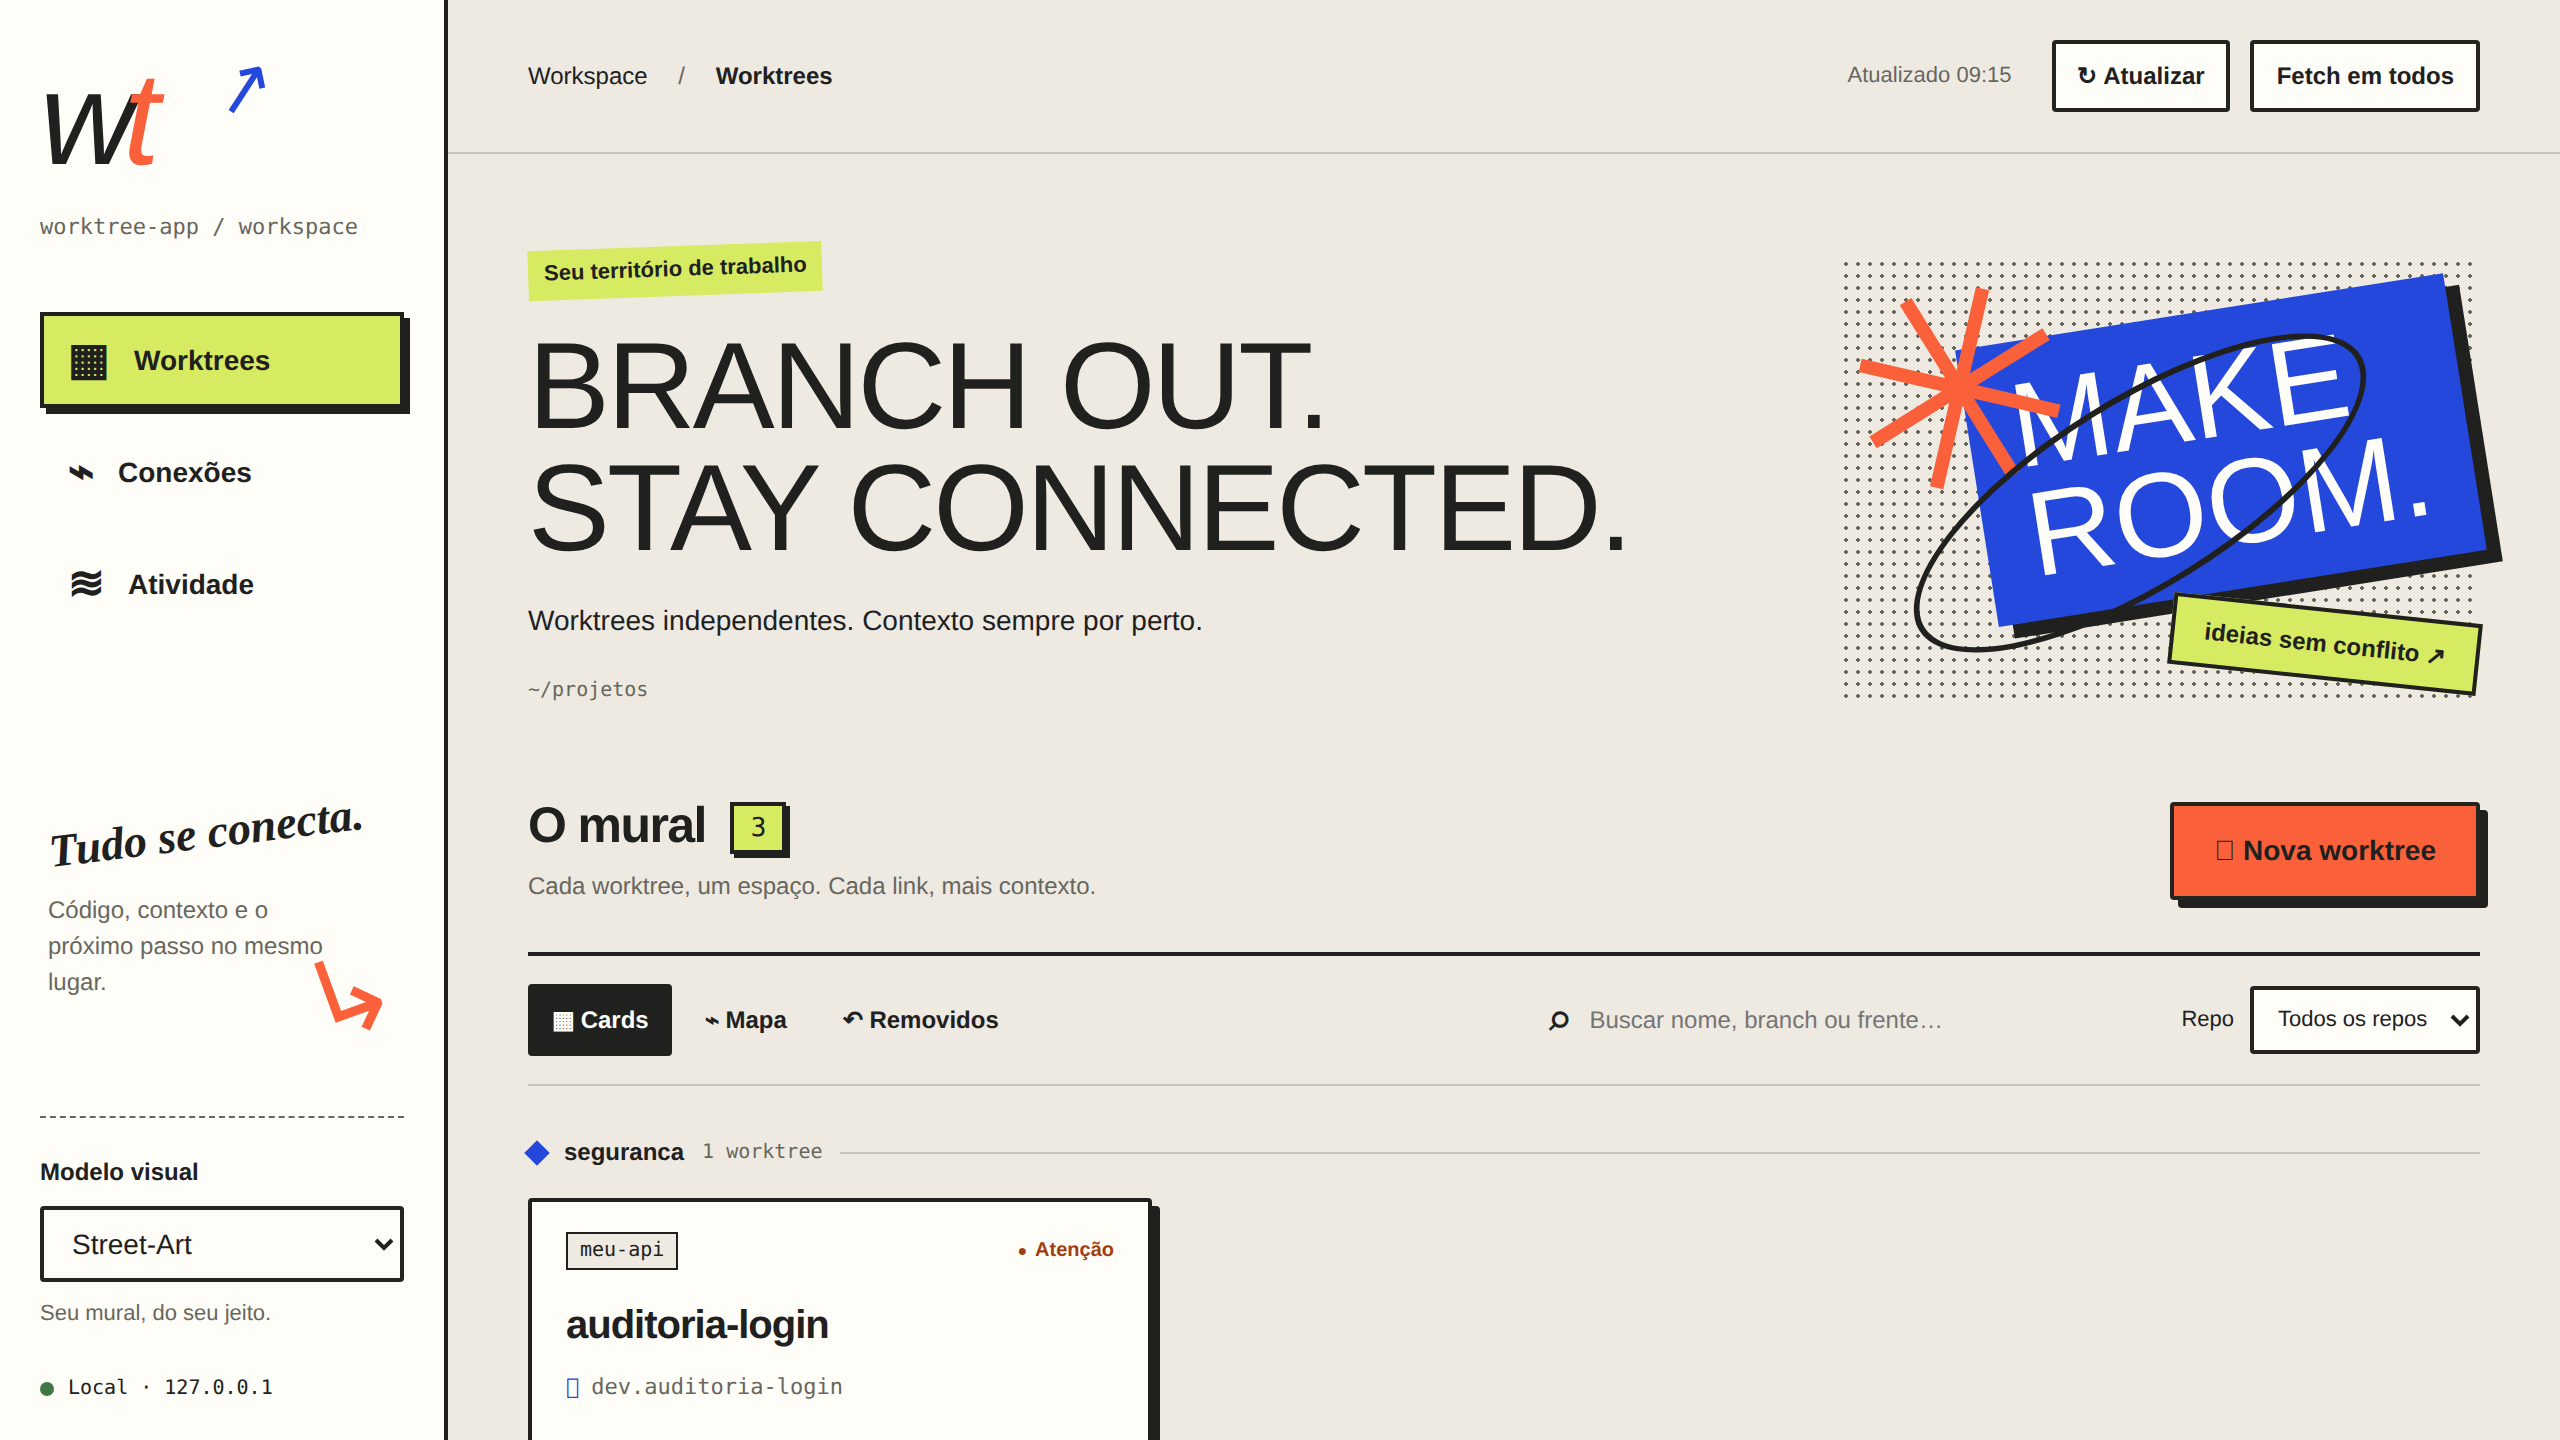 wt ↗
worktree-app / workspace
▦ Worktrees
⌁ Conexões
≋ Atividade
Tudo se conecta.
Código, contexto e o
próximo passo no mesmo
lugar.
↳
Modelo visual
Street-Art
Seu mural, do seu jeito.
Local · 127.0.0.1
Workspace / Worktrees
Atualizado 09:15
↻ Atualizar
Fetch em todos
Seu território de trabalho
BRANCH OUT.
STAY CONNECTED.
Worktrees independentes. Contexto sempre por perto.
~/projetos
MAKE
ROOM.
ideias sem conflito ↗
O mural 3
Cada worktree, um espaço. Cada link, mais contexto.
Nova worktree
▦ Cards
⌁ Mapa
↶ Removidos
Buscar nome, branch ou frente…
Repo
Todos os repos
seguranca 1 worktree
meu-api
● Atenção
auditoria-login
dev.auditoria-login